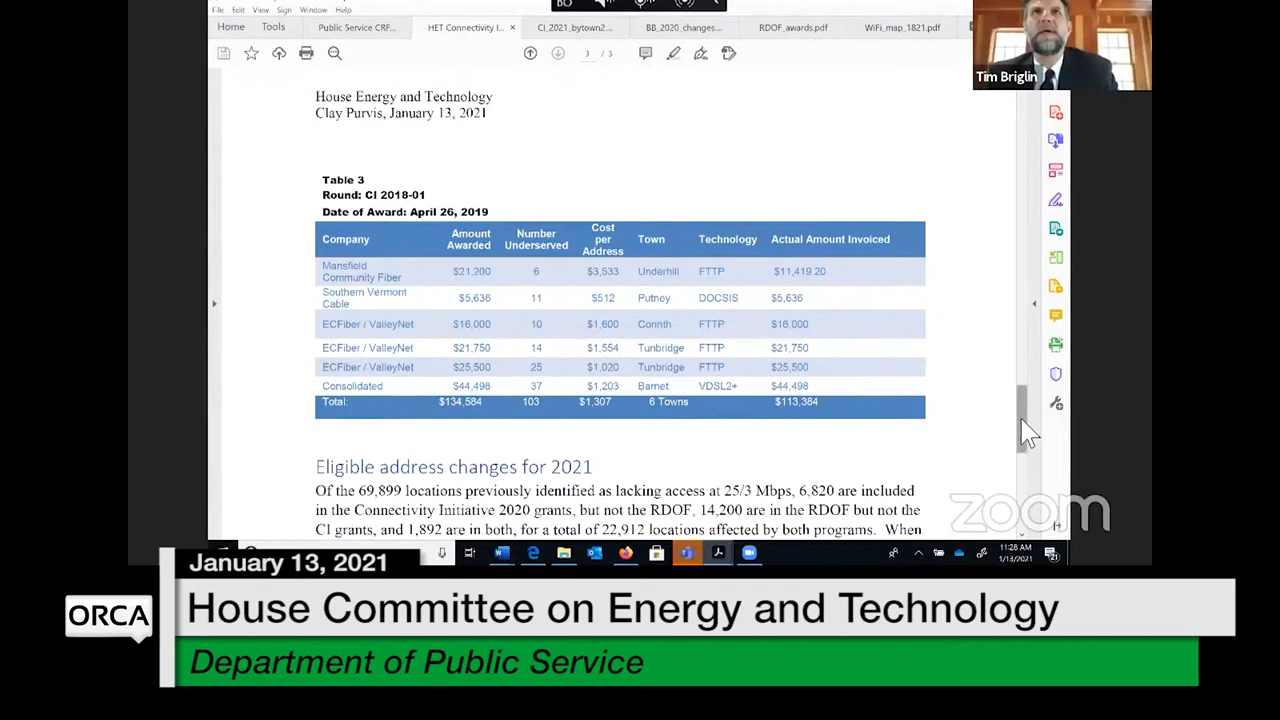 BO
File Edit View Sign Window Help
Home Tools Public Service CRF... HET Connectivity I... × CI_2021_bytown2... BB_2020_changes... RDOF_awards.pdf WiFi_map_1821.pdf
3 / 3
Tim Briglin
House Energy and Technology
Clay Purvis, January 13, 2021
Table 3
Round: CI 2018-01
Date of Award: April 26, 2019
Company Amount Awarded Number Underserved Cost per Address Town Technology Actual Amount Invoiced
Mansfield Community Fiber $21,200 6 $3,533 Underhill FTTP $11,419.20
Southern Vermont Cable $5,636 11 $512 Putney DOCSIS $5,636
ECFiber / ValleyNet $16,000 10 $1,600 Corinth FTTP $16,000
ECFiber / ValleyNet $21,750 14 $1,554 Tunbridge FTTP $21,750
ECFiber / ValleyNet $25,500 25 $1,020 Tunbridge FTTP $25,500
Consolidated $44,498 37 $1,203 Barnet VDSL2+ $44,498
Total: $134,584 103 $1,307 6 Towns $113,384
Eligible address changes for 2021
Of the 69,899 locations previously identified as lacking access at 25/3 Mbps, 6,820 are included
in the Connectivity Initiative 2020 grants, but not the RDOF, 14,200 are in the RDOF but not the
CI grants, and 1,892 are in both, for a total of 22,912 locations affected by both programs. When
zoom
11:28 AM
1/13/2021
21
January 13, 2021
ORCA
House Committee on Energy and Technology
Department of Public Service